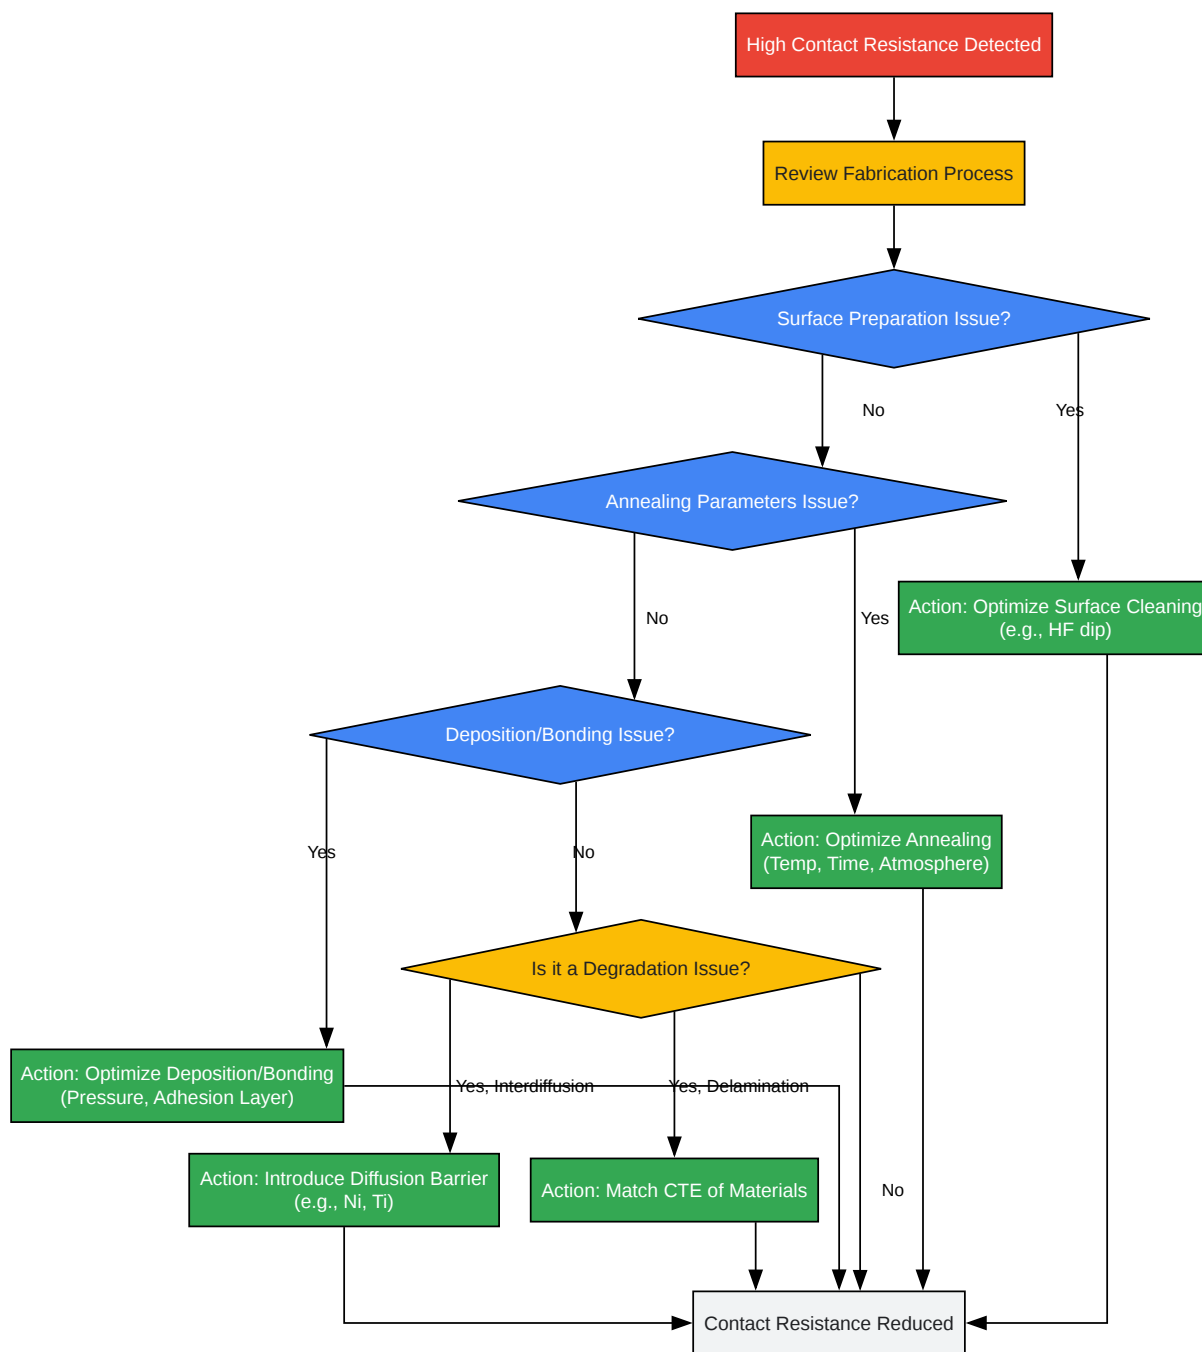 High Contact Resistance Detected
Review Fabrication Process
Surface Preparation Issue?
No
Yes
Annealing Parameters Issue?
Action: Optimize Surface Cleaning
(e.g., HF dip)
No
Yes
Deposition/Bonding Issue?
Action: Optimize Annealing
(Temp, Time, Atmosphere)
Yes
No
Is it a Degradation Issue?
Action: Optimize Deposition/Bonding
(Pressure, Adhesion Layer)
Yes, Interdiffusion
Yes, Delamination
Action: Introduce Diffusion Barrier
(e.g., Ni, Ti)
Action: Match CTE of Materials
No
Contact Resistance Reduced